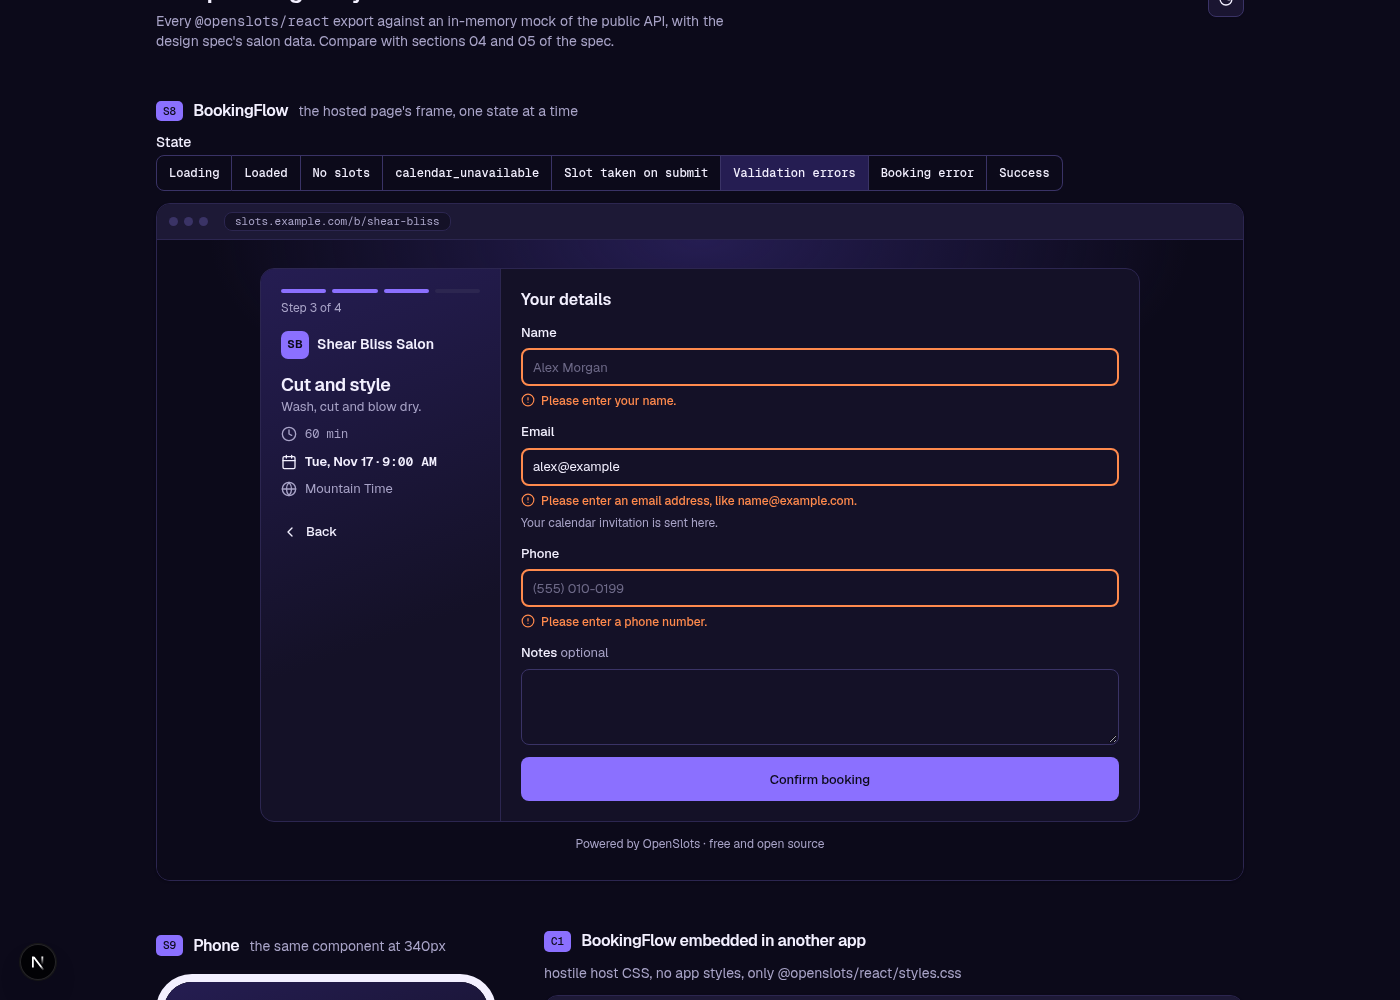 Every @openslots/react export against an in-memory mock of the public API, with the
design spec's salon data. Compare with sections 04 and 05 of the spec.
S8 BookingFlow the hosted page's frame, one state at a time
State
Loading Loaded No slots calendar_unavailable Slot taken on submit Validation errors Booking error Success
slots.example.com/b/shear-bliss
Step 3 of 4
SB Shear Bliss Salon
Cut and style
Wash, cut and blow dry.
60 min
Tue, Nov 17 · 9:00 AM
Mountain Time
Back
Your details
Name
Alex Morgan
Please enter your name.
Email
alex@example
Please enter an email address, like name@example.com.
Your calendar invitation is sent here.
Phone
(555) 010-0199
Please enter a phone number.
Notes optional
Confirm booking
Powered by OpenSlots · free and open source
S9 Phone the same component at 340px
C1 BookingFlow embedded in another app
hostile host CSS, no app styles, only @openslots/react/styles.css
N